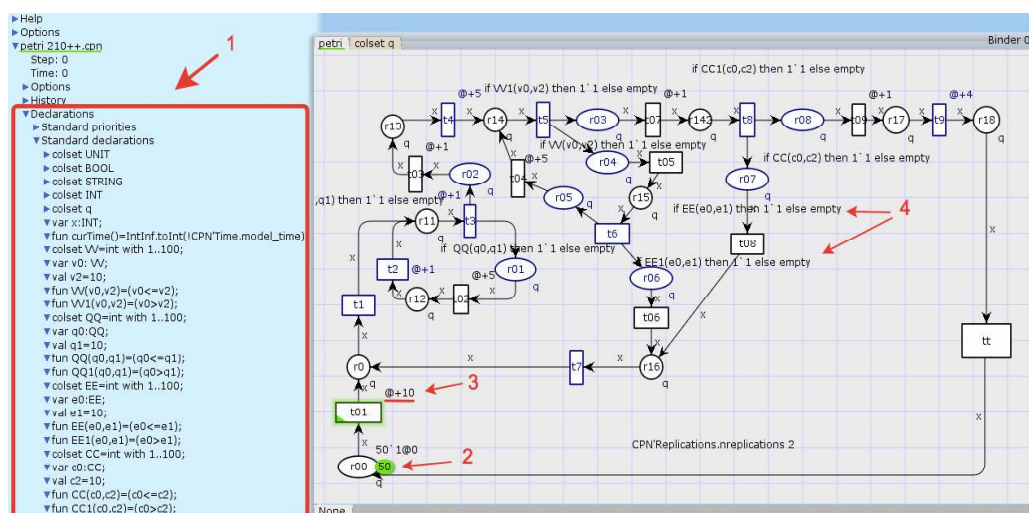 Help
Options
petri 210++.cpn
Step: 0
Time: 0
Options
History
Declarations
Standard priorities
Standard declarations
colset UNIT
colset BOOL
colset STRING
colset INT
colset q
var x:INT;
fun curTime()=IntInf.toInt(!CPN'Time.model_time)
colset VV=int with 1..100;
var v0: VV;
val v2=10;
fun VV(v0,v2)=(v0<=v2);
fun VV1(v0,v2)=(v0>v2);
colset QQ=int with 1..100;
var q0:QQ;
val q1=10;
fun QQ(q0,q1)=(q0<=q1);
fun QQ1(q0,q1)=(q0>q1);
colset EE=int with 1..100;
var e0:EE;
val e1=10;
fun EE(e0,e1)=(e0<=e1);
fun EE1(e0,e1)=(e0>e1);
colset CC=int with 1..100;
var c0:CC;
val c2=10;
fun CC(c0,c2)=(c0<=c2);
fun CC1(c0,c2)=(c0>c2);
1
petri colset q
Binder 0
if CC1(c0,c2) then 1`1 else empty
if VV1(v0,v2) then 1`1 else empty
@+5 @+1 @+1 @+4
r13 x t4 x r14 x t5 x r03 x t07 x r142 x t8 x r08 x t09 x r17 x t9 x r18
q
if VV(v0,v2) then 1`1 else empty
@+1 @+5 r04 t05
if CC(c0,c2) then 1`1 else empty
t03 r02 t04 r05 r15 r07
,q1) then 1`1 else empty
@+1
if EE(e0,e1) then 1`1 else empty
4
r11 x t3 t6 t08
if QQ(q0,q1) then 1`1 else empty
if EE1(e0,e1) then 1`1 else empty
t2 @+1 @+5 r01 r06
r12 t02
t1 t06 tt
r0 x t7 x r16
@+10 3
t01
CPN'Replications.nreplications 2
50`1@0
r00 50 2
q
None